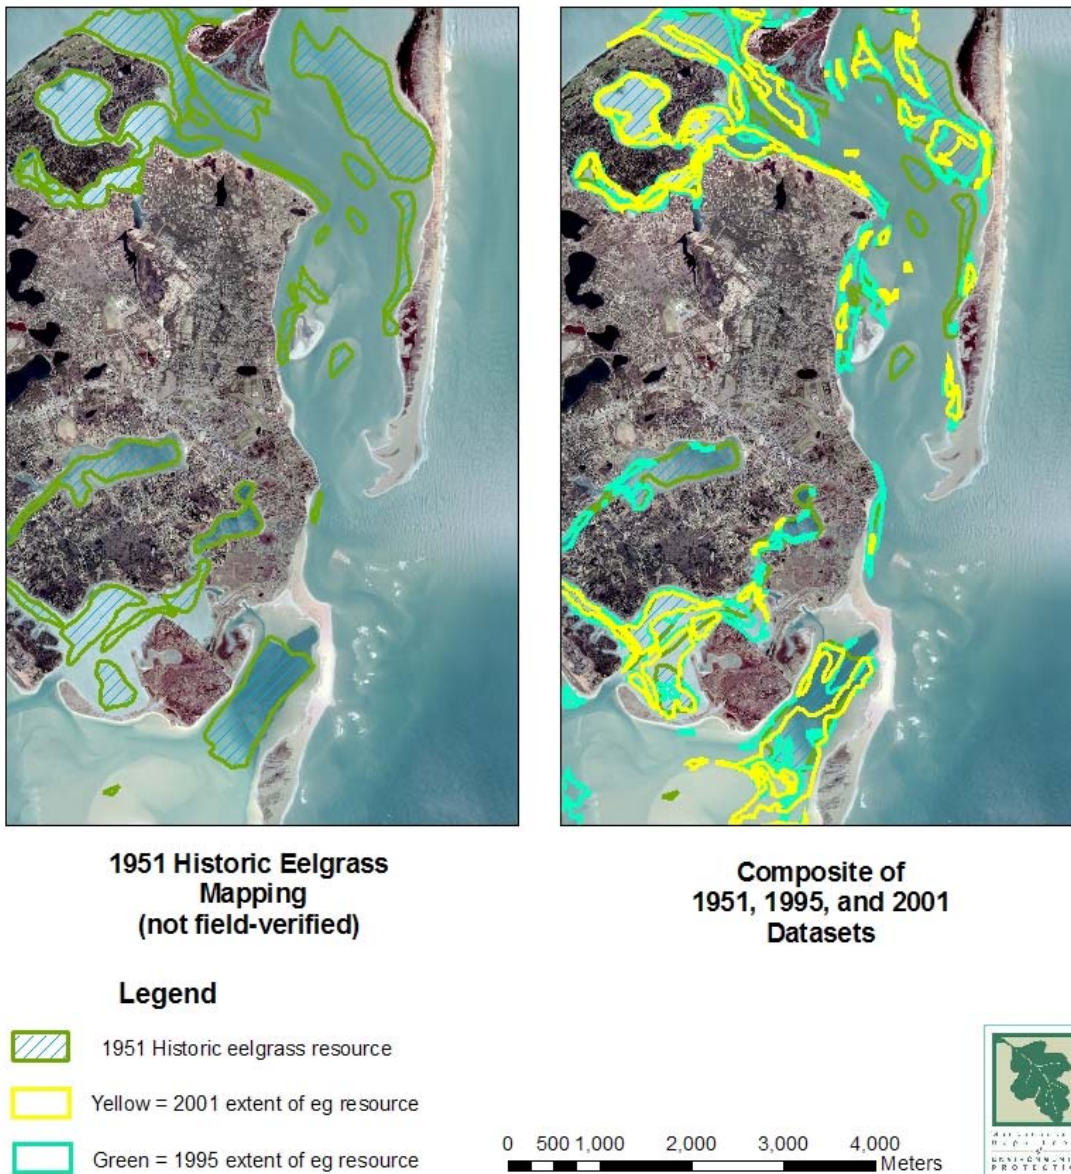 1951 Historic Eelgrass
Mapping
(not field-verified)
Composite of
1951, 1995, and 2001
Datasets
Legend
1951 Historic eelgrass resource
Yellow = 2001 extent of eg resource
Green = 1995 extent of eg resource
0 500 1,000 2,000 3,000 4,000
Meters